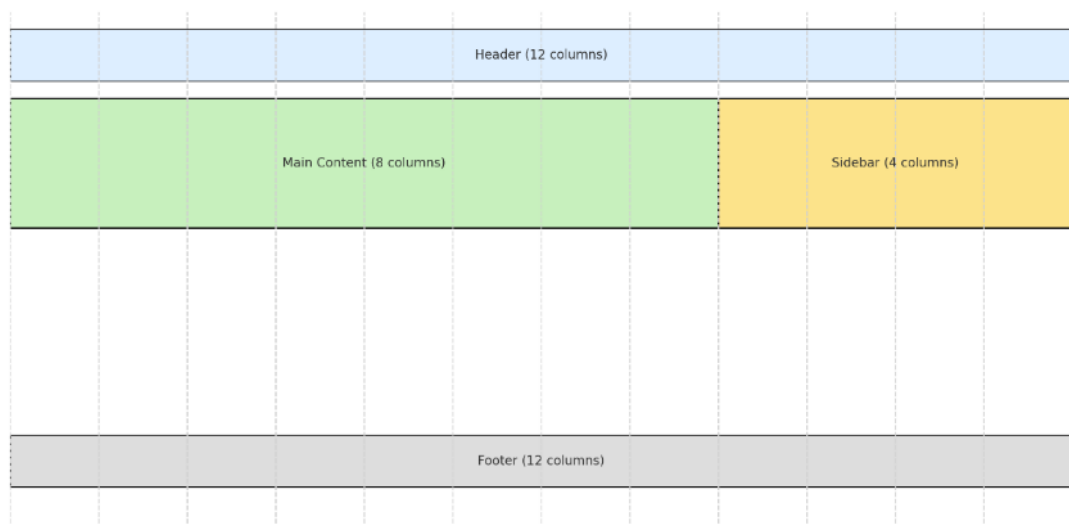 Header (12 columns)
Main Content (8 columns)
Sidebar (4 columns)
Footer (12 columns)